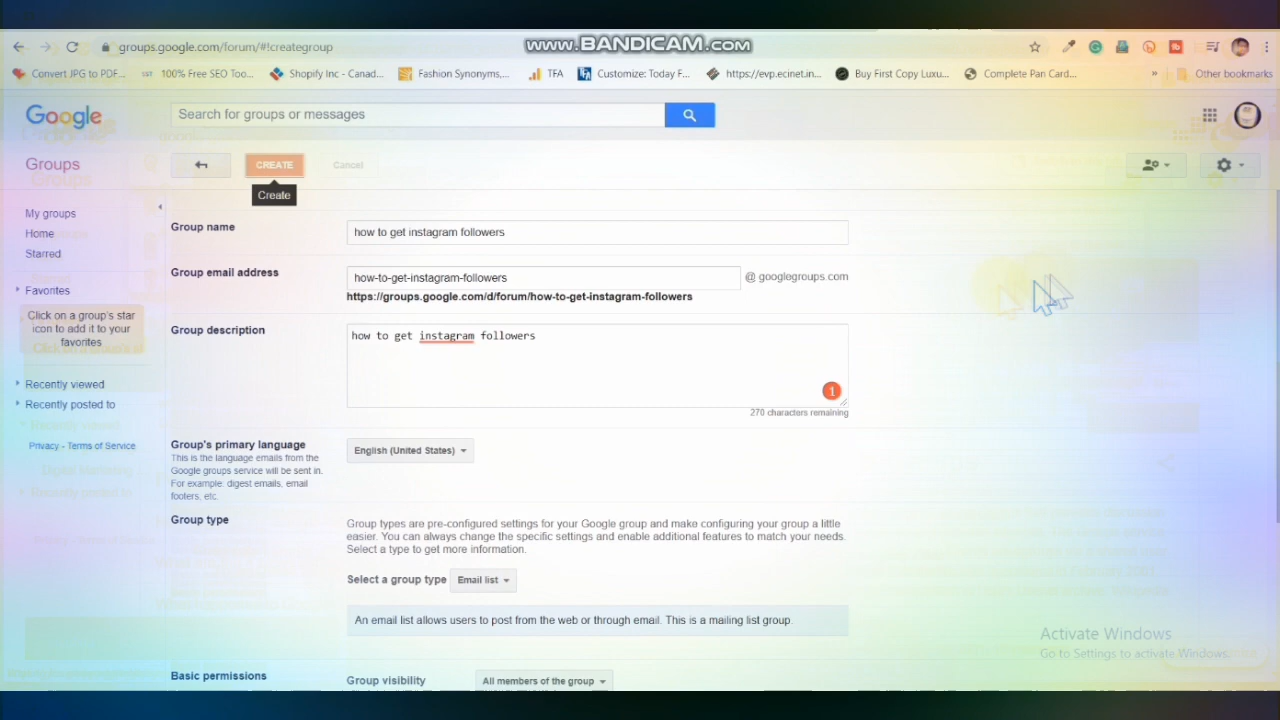 groups.google.com/forum/#!creategroup
www.BANDICAM.com
Convert JPG to PDF...
100% Free SEO Too...
Shopify Inc - Canad...
Fashion Synonyms,...
TFA
Customize: Today F...
https://evp.ecinet.in...
Buy First Copy Luxu...
Complete Pan Card...
»
Other bookmarks
Google
Search for groups or messages
Groups
CREATE
Cancel
Create
My groups
Home
Starred
Favorites
Click on a group's star
icon to add it to your
favorites
Recently viewed
Recently posted to
Privacy - Terms of Service
Group name
how to get instagram followers
Group email address
how-to-get-instagram-followers
@ googlegroups.com
https://groups.google.com/d/forum/how-to-get-instagram-followers
Group description
how to get instagram followers
1
270 characters remaining
Group's primary language
This is the language emails from the
Google groups service will be sent in.
For example: digest emails, email
footers, etc.
English (United States)
Group type
Group types are pre-configured settings for your Google group and make configuring your group a little
easier. You can always change the specific settings and enable additional features to match your needs.
Select a type to get more information.
Select a group type
Email list
An email list allows users to post from the web or through email. This is a mailing list group.
Basic permissions
Group visibility
All members of the group
Activate Windows
Go to Settings to activate Windows.